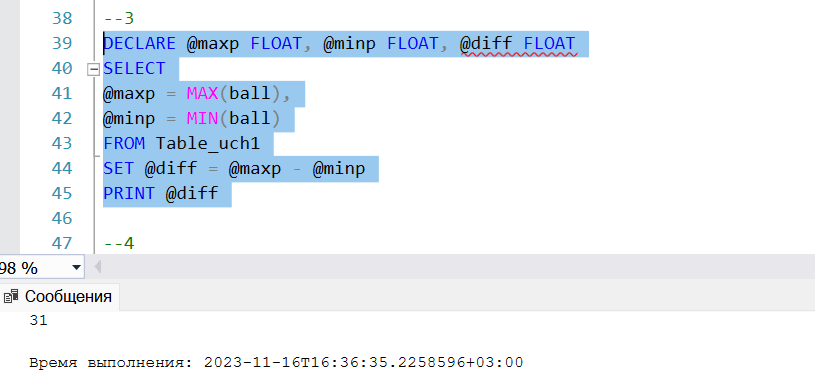 38 --3
39 DECLARE @maxp FLOAT, @minp FLOAT, @diff FLOAT
40 SELECT
41 @maxp = MAX(ball),
42 @minp = MIN(ball)
43 FROM Table_uch1
44 SET @diff = @maxp - @minp
45 PRINT @diff
46
47 --4
98 %
Сообщения
31
Время выполнения: 2023-11-16T16:36:35.2258596+03:00